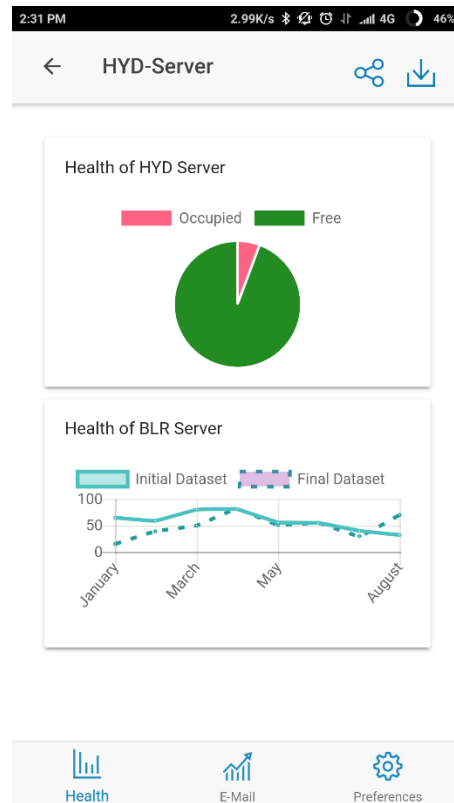 2:31 PM 2.99K/s 4G 46%
HYD-Server
Health of HYD Server
Occupied Free
Health of BLR Server
Initial Dataset Final Dataset
100
50
0
January March May August
Health E-Mail Preferences